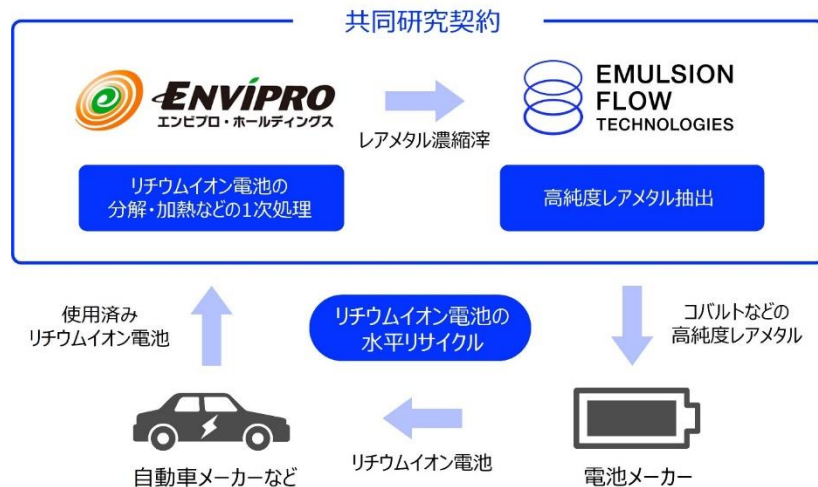 共同研究契約
ENVIPRO
エンビプロ・ホールディングス
レアメタル濃縮滓
EMULSION
FLOW
TECHNOLOGIES
リチウムイオン電池の
分解・加熱などの1次処理
高純度レアメタル抽出
使用済み
リチウムイオン電池
リチウムイオン電池の
水平リサイクル
コバルトなどの
高純度レアメタル
自動車メーカーなど
リチウムイオン電池
電池メーカー